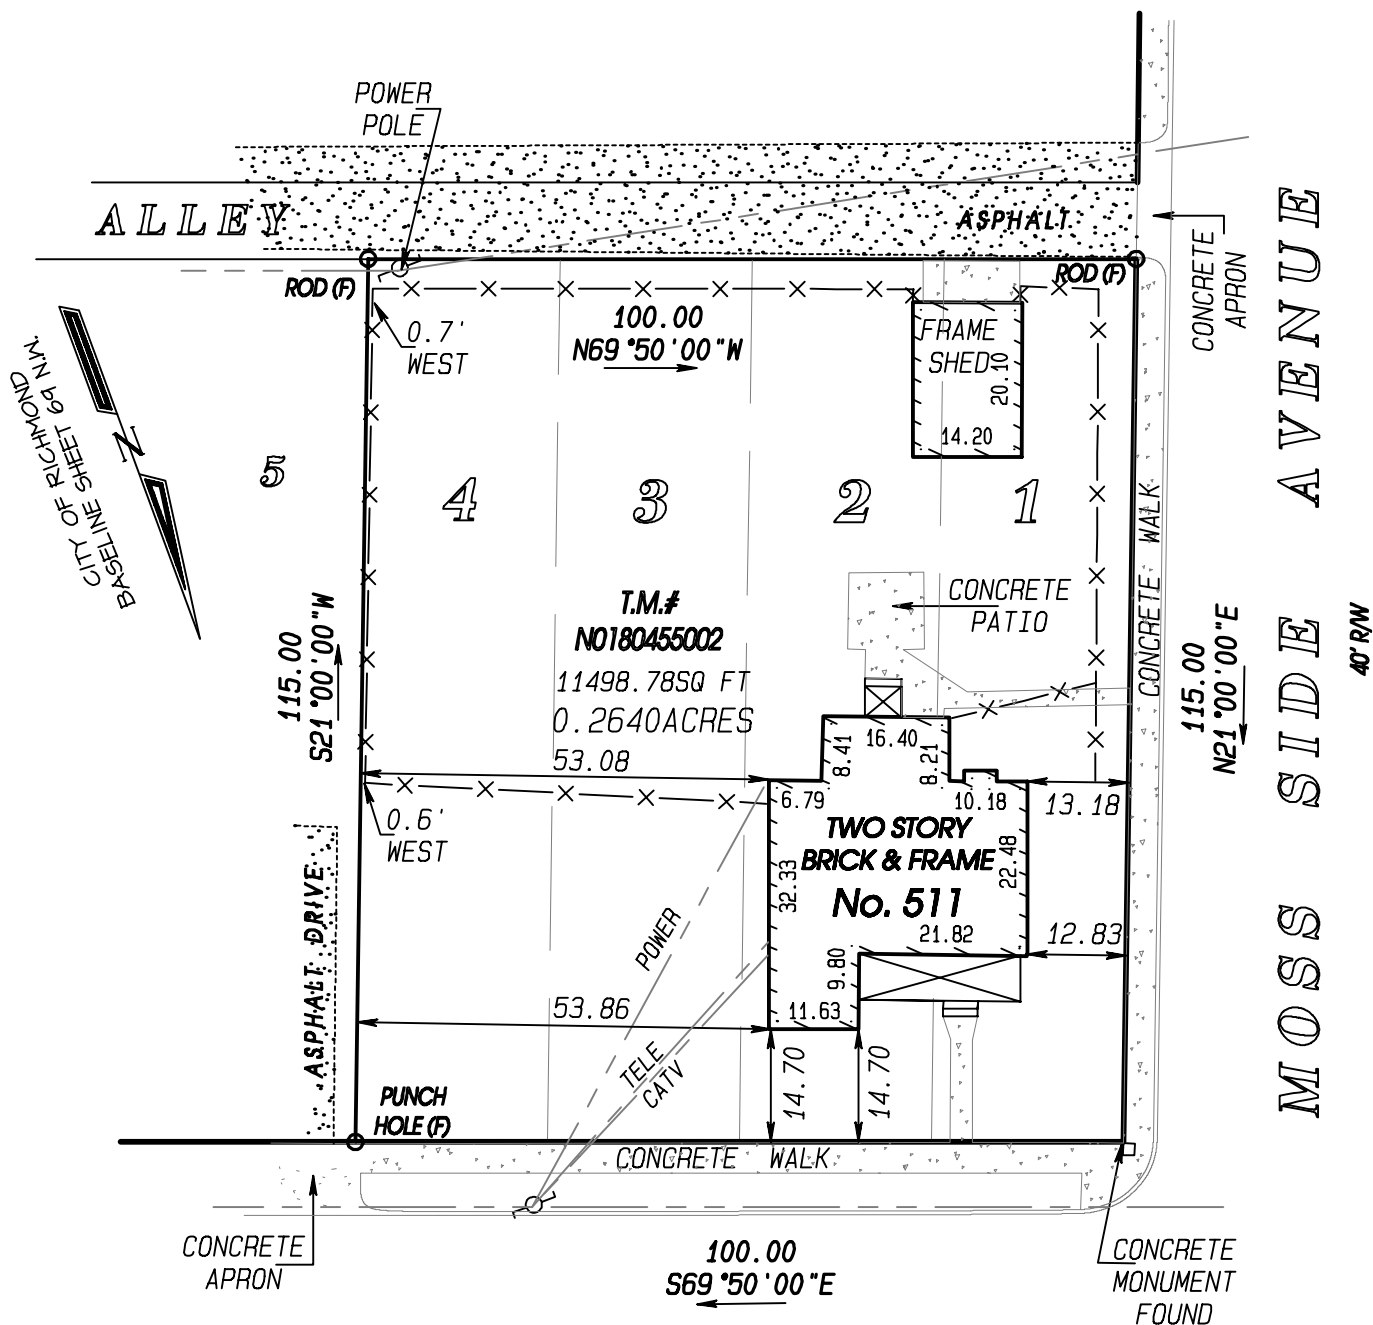 POWER
POLE
ALLEY
ASPHALT
ROD (F)
ROD (F)
CONCRETE
APRON
0.7'
WEST
100.00
N69°50'00"W
FRAME
SHED
20.10
14.20
CITY OF RICHMOND
BASELINE SHEET 69 N.W.
N
5
4
3
2
1
CONCRETE WALK
MOSS SIDE AVENUE
40' R/W
115.00
N21°00'00"E
115.00
S21°00'00"W
T.M.#
N0180455002
11498.78SQ FT
0.2640ACRES
CONCRETE
PATIO
53.08
16.40
8.41
8.21
6.79
10.18
13.18
0.6'
WEST
TWO STORY
BRICK & FRAME
No. 511
32.33
22.48
21.82
12.83
9.80
11.63
ASPHALT DRIVE
POWER
53.86
TELE
CATV
14.70
14.70
PUNCH
HOLE (F)
CONCRETE WALK
CONCRETE
APRON
100.00
S69°50'00"E
CONCRETE
MONUMENT
FOUND